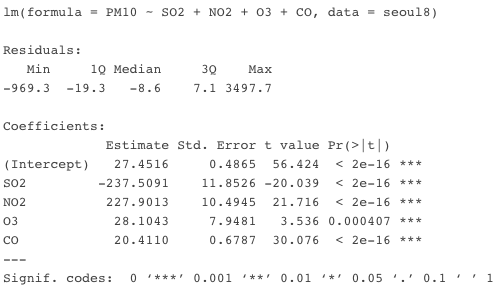 lm(formula = PM10 ~ SO2 + NO2 + O3 + CO, data = seoul8)
Residuals:
Min 1Q Median 3Q Max
-969.3 -19.3 -8.6 7.1 3497.7
Coefficients:
Estimate Std. Error t value Pr(>|t|)
(Intercept) 27.4516 0.4865 56.424 < 2e-16 ***
SO2 -237.5091 11.8526 -20.039 < 2e-16 ***
NO2 227.9013 10.4945 21.716 < 2e-16 ***
O3 28.1043 7.9481 3.536 0.000407 ***
CO 20.4110 0.6787 30.076 < 2e-16 ***
---
Signif. codes: 0 ‘***’ 0.001 ‘**’ 0.01 ‘*’ 0.05 ‘.’ 0.1 ‘ ’ 1